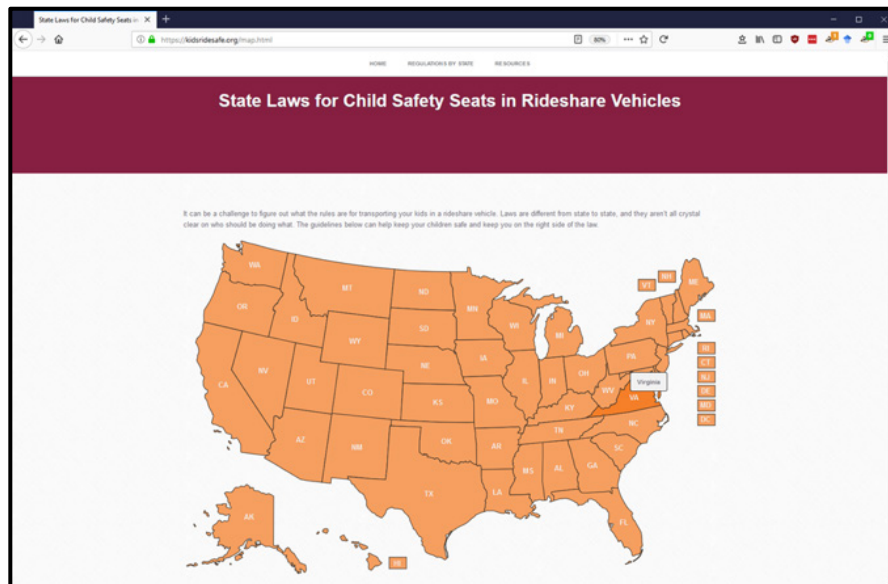 State Laws for Child Safety Seats in
https://kidsridesafe.org/map.html
80%
HOME REGULATIONS BY STATE RESOURCES
State Laws for Child Safety Seats in Rideshare Vehicles
It can be a challenge to figure out what the rules are for transporting your kids in a rideshare vehicle. Laws are different from state to state, and they aren't all crystal
clear on who should be doing what. The guidelines below can help keep your children safe and keep you on the right side of the law.
WA
MT
ND
MN
VT
NH
ME
OR
ID
SD
WI
MI
NY
MA
WY
RI
NE
IA
PA
CT
NV
UT
IL
IN
OH
NJ
Virginia
CA
CO
KS
MO
WV
VA
DE
KY
MD
DC
AZ
NM
OK
AR
TN
NC
SC
MS
AL
GA
TX
LA
FL
AK
HI